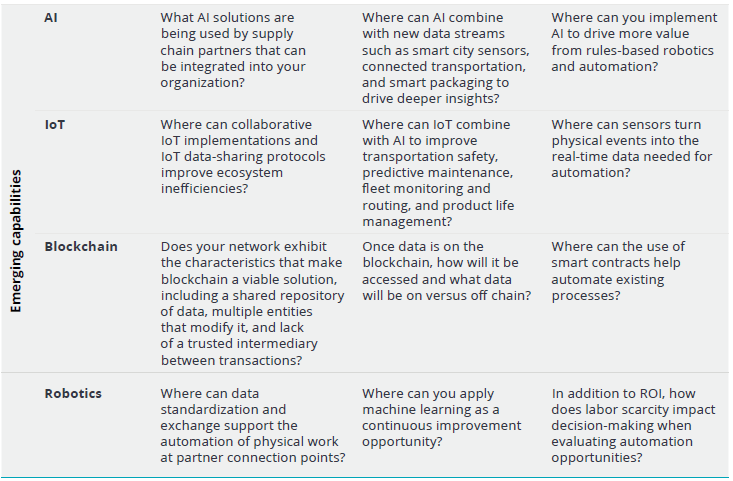 Emerging capabilities
AI
What AI solutions are
being used by supply
chain partners that can
be integrated into your
organization?
Where can AI combine
with new data streams
such as smart city sensors,
connected transportation,
and smart packaging to
drive deeper insights?
Where can you implement
AI to drive more value
from rules-based robotics
and automation?
IoT
Where can collaborative
IoT implementations and
IoT data-sharing protocols
improve ecosystem
inefficiencies?
Where can IoT combine
with AI to improve
transportation safety,
predictive maintenance,
fleet monitoring and
routing, and product life
management?
Where can sensors turn
physical events into the
real-time data needed for
automation?
Blockchain
Does your network exhibit
the characteristics that make
blockchain a viable solution,
including a shared repository
of data, multiple entities
that modify it, and lack
of a trusted intermediary
between transactions?
Once data is on the
blockchain, how will it be
accessed and what data
will be on versus off chain?
Where can the use of
smart contracts help
automate existing
processes?
Robotics
Where can data
standardization and
exchange support the
automation of physical work
at partner connection points?
Where can you apply
machine learning as a
continuous improvement
opportunity?
In addition to ROI, how
does labor scarcity impact
decision-making when
evaluating automation
opportunities?